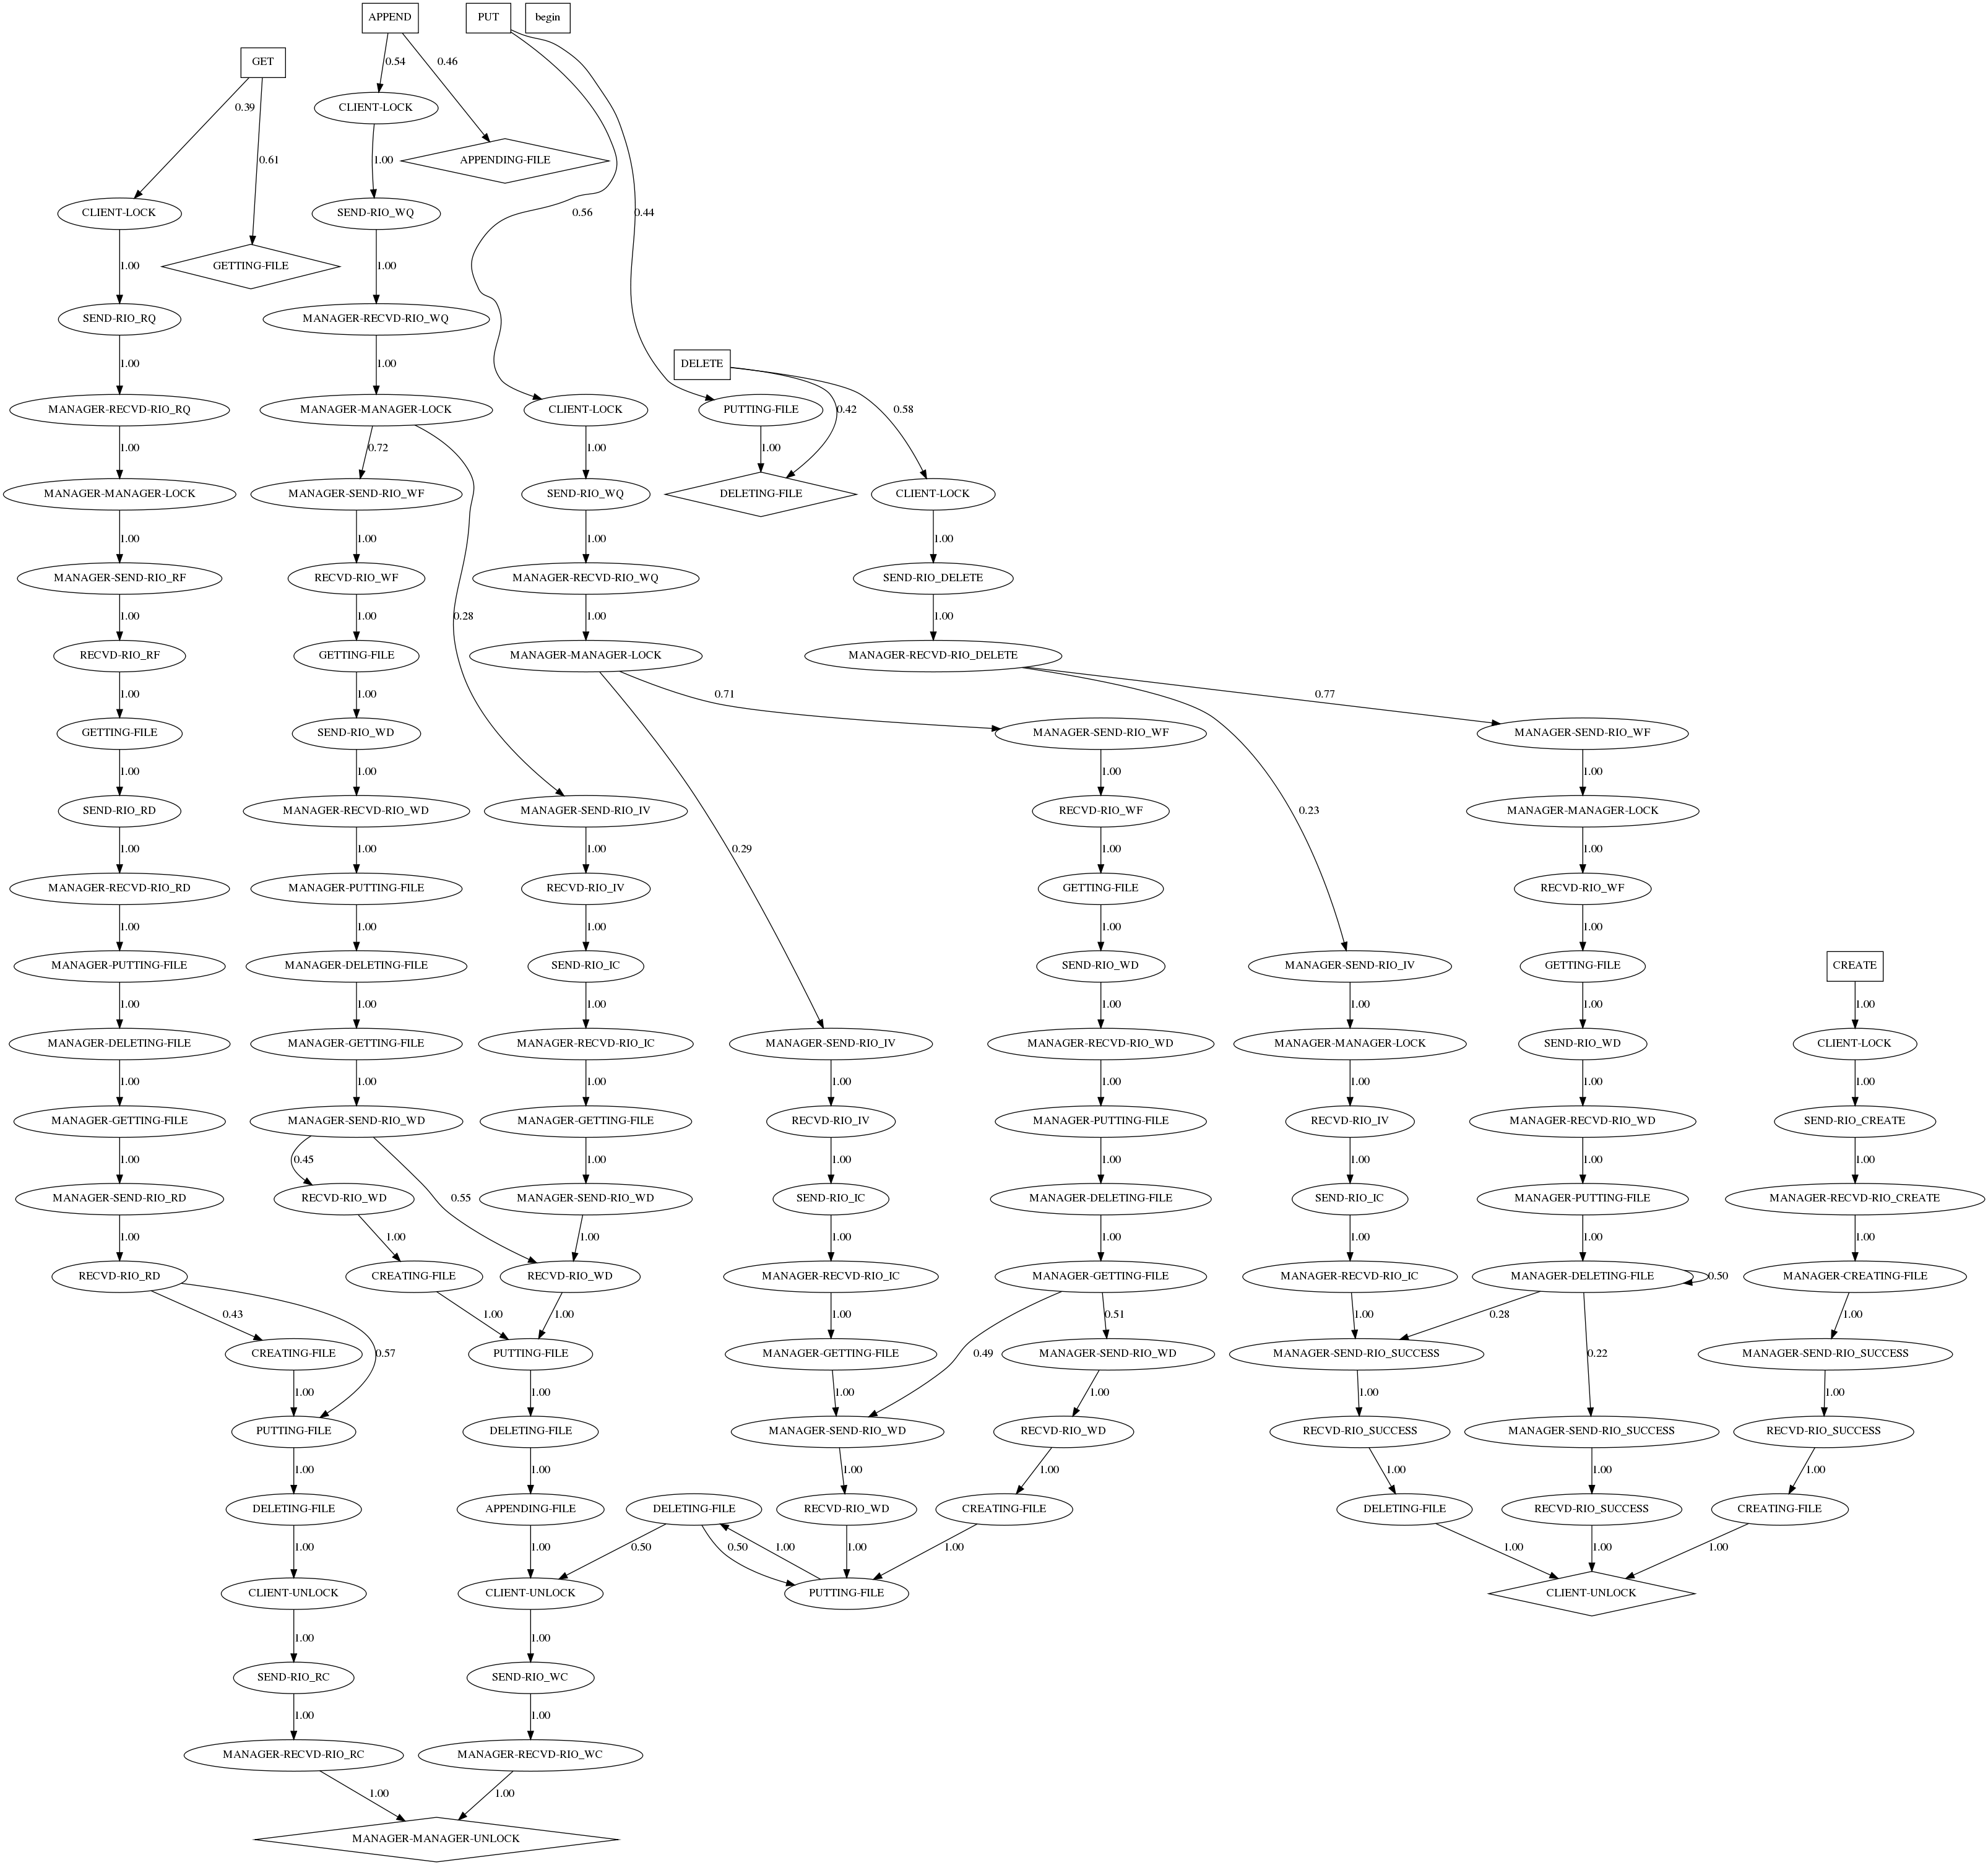 APPEND
PUT
begin
GET
0.54
0.46
0.39
CLIENT-LOCK
0.61
1.00
APPENDING-FILE
CLIENT-LOCK
SEND-RIO_WQ
0.56
0.44
1.00
GETTING-FILE
1.00
SEND-RIO_RQ
MANAGER-RECVD-RIO_WQ
1.00
1.00
DELETE
MANAGER-RECVD-RIO_RQ
MANAGER-MANAGER-LOCK
CLIENT-LOCK
PUTTING-FILE
0.42
0.58
1.00
0.72
1.00
1.00
MANAGER-MANAGER-LOCK
MANAGER-SEND-RIO_WF
SEND-RIO_WQ
DELETING-FILE
CLIENT-LOCK
1.00
1.00
1.00
1.00
MANAGER-SEND-RIO_RF
RECVD-RIO_WF
MANAGER-RECVD-RIO_WQ
SEND-RIO_DELETE
1.00
1.00
0.28
1.00
1.00
RECVD-RIO_RF
GETTING-FILE
MANAGER-MANAGER-LOCK
MANAGER-RECVD-RIO_DELETE
1.00
1.00
0.71
0.77
GETTING-FILE
SEND-RIO_WD
MANAGER-SEND-RIO_WF
MANAGER-SEND-RIO_WF
1.00
1.00
1.00
1.00
SEND-RIO_RD
MANAGER-RECVD-RIO_WD
MANAGER-SEND-RIO_IV
RECVD-RIO_WF
0.23
MANAGER-MANAGER-LOCK
1.00
1.00
1.00
0.29
1.00
1.00
MANAGER-RECVD-RIO_RD
MANAGER-PUTTING-FILE
RECVD-RIO_IV
GETTING-FILE
RECVD-RIO_WF
1.00
1.00
1.00
1.00
1.00
MANAGER-PUTTING-FILE
MANAGER-DELETING-FILE
SEND-RIO_IC
SEND-RIO_WD
MANAGER-SEND-RIO_IV
GETTING-FILE
CREATE
1.00
1.00
1.00
1.00
1.00
1.00
1.00
MANAGER-DELETING-FILE
MANAGER-GETTING-FILE
MANAGER-RECVD-RIO_IC
MANAGER-SEND-RIO_IV
MANAGER-RECVD-RIO_WD
MANAGER-MANAGER-LOCK
SEND-RIO_WD
CLIENT-LOCK
1.00
1.00
1.00
1.00
1.00
1.00
1.00
1.00
MANAGER-GETTING-FILE
MANAGER-SEND-RIO_WD
MANAGER-GETTING-FILE
RECVD-RIO_IV
MANAGER-PUTTING-FILE
RECVD-RIO_IV
MANAGER-RECVD-RIO_WD
SEND-RIO_CREATE
1.00
0.45
1.00
1.00
1.00
1.00
1.00
1.00
MANAGER-SEND-RIO_RD
RECVD-RIO_WD
0.55
MANAGER-SEND-RIO_WD
SEND-RIO_IC
MANAGER-DELETING-FILE
SEND-RIO_IC
MANAGER-PUTTING-FILE
MANAGER-RECVD-RIO_CREATE
1.00
1.00
1.00
1.00
1.00
1.00
1.00
1.00
RECVD-RIO_RD
CREATING-FILE
RECVD-RIO_WD
MANAGER-RECVD-RIO_IC
MANAGER-GETTING-FILE
MANAGER-RECVD-RIO_IC
MANAGER-DELETING-FILE
0.50
MANAGER-CREATING-FILE
0.43
1.00
1.00
1.00
0.51
1.00
0.28
1.00
CREATING-FILE
0.57
PUTTING-FILE
MANAGER-GETTING-FILE
0.49
MANAGER-SEND-RIO_WD
MANAGER-SEND-RIO_SUCCESS
0.22
MANAGER-SEND-RIO_SUCCESS
1.00
1.00
1.00
1.00
1.00
1.00
PUTTING-FILE
DELETING-FILE
MANAGER-SEND-RIO_WD
RECVD-RIO_WD
RECVD-RIO_SUCCESS
MANAGER-SEND-RIO_SUCCESS
RECVD-RIO_SUCCESS
1.00
1.00
1.00
1.00
1.00
1.00
1.00
DELETING-FILE
APPENDING-FILE
DELETING-FILE
RECVD-RIO_WD
CREATING-FILE
DELETING-FILE
RECVD-RIO_SUCCESS
CREATING-FILE
1.00
1.00
0.50
0.50
1.00
1.00
1.00
1.00
1.00
1.00
CLIENT-UNLOCK
CLIENT-UNLOCK
PUTTING-FILE
CLIENT-UNLOCK
1.00
1.00
SEND-RIO_RC
SEND-RIO_WC
1.00
1.00
MANAGER-RECVD-RIO_RC
MANAGER-RECVD-RIO_WC
1.00
1.00
MANAGER-MANAGER-UNLOCK